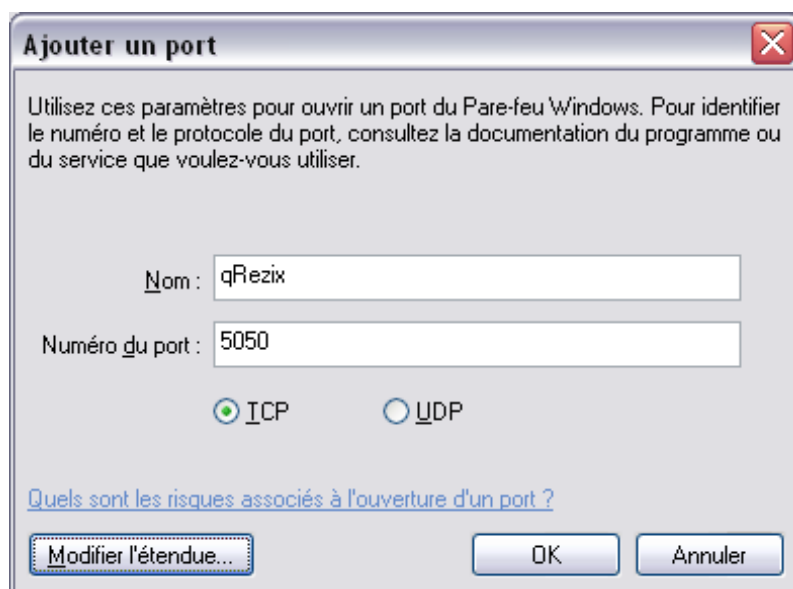 Ajouter un port
Utilisez ces paramètres pour ouvrir un port du Pare-feu Windows. Pour identifier
le numéro et le protocole du port, consultez la documentation du programme ou
du service que voulez-vous utiliser.
Nom : qRezix
Numéro du port : 5050
TCP UDP
Quels sont les risques associés à l'ouverture d'un port ?
Modifier l'étendue... OK Annuler